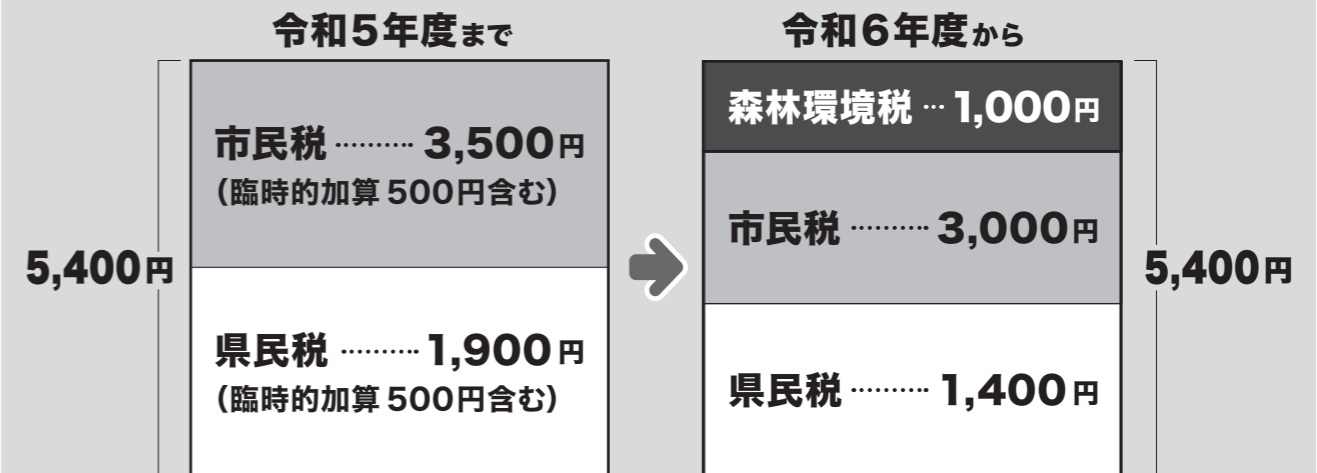 令和5年度まで
5,400円
市民税 ………… 3,500円
（臨時的加算500円含む）
県民税 ………… 1,900円
（臨時的加算500円含む）
令和6年度から
森林環境税 … 1,000円
市民税 ………… 3,000円
県民税 ………… 1,400円
5,400円